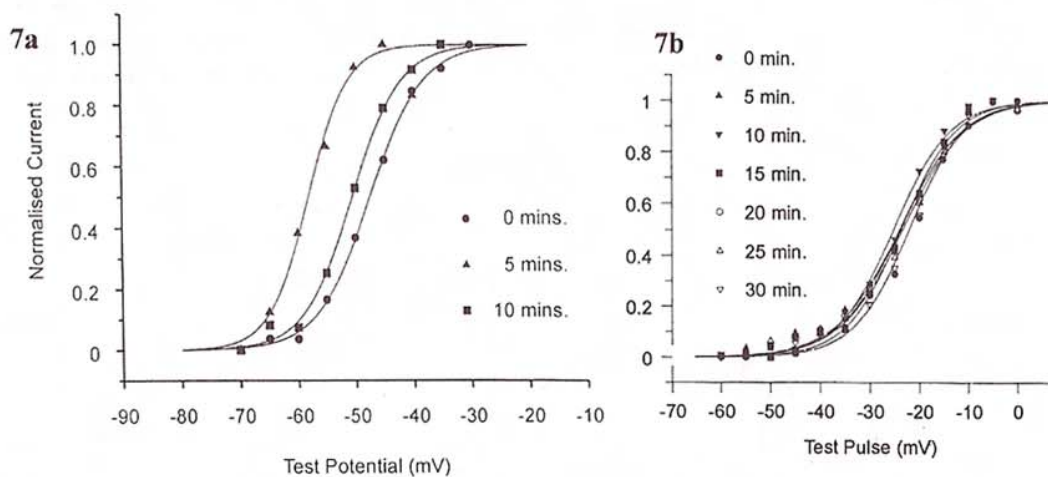 7a
1.0
0.8
0.6
0.4
0.2
0
Normalised Current
0 mins.
5 mins.
10 mins.
-90 -80 -70 -60 -50 -40 -30 -20 -10
Test Potential (mV)
7b
0 min.
5 min.
10 min.
15 min.
20 min.
25 min.
30 min.
1
0.8
0.6
0.4
0.2
0
-70 -60 -50 -40 -30 -20 -10 0
Test Pulse (mV)